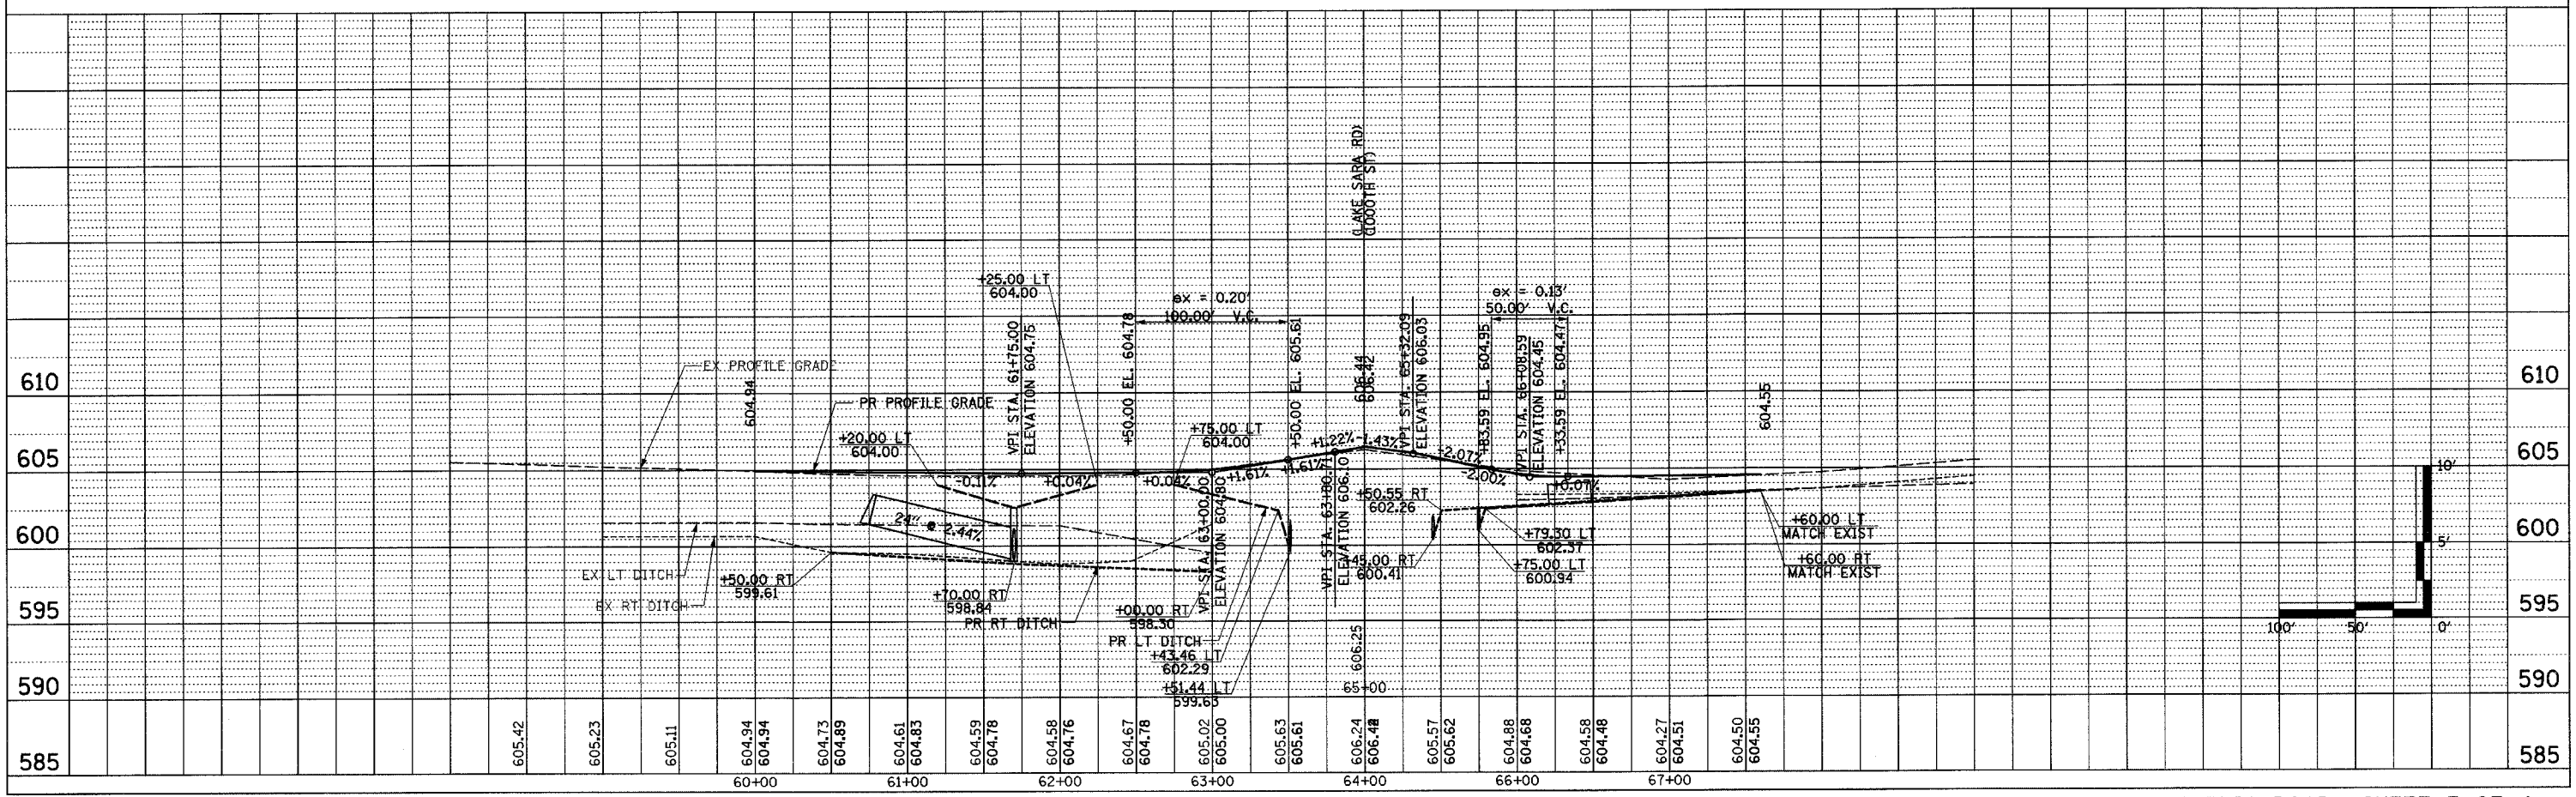 (LAKE SARA RD)
(1000TH ST)
+25.00 LT
604.00
ex = 0.20'
100.00' V.C.
ex = 0.13'
50.00' V.C.
VPI STA. 61+75.00
ELEVATION 604.75
+50.00 EL. 604.78
+50.00 EL. 605.61
606.44
606.42
VPI STA. 65+32.09
ELEVATION 606.03
+83.59 EL. 604.95
VPI STA. 66+08.59
ELEVATION 604.45
+33.59 EL. 604.47
604.94
604.55
EX PROFILE GRADE
PR PROFILE GRADE
610
610
+20.00 LT
604.00
+75.00 LT
604.00
+1.22%
-1.43%
605
605
-0.11%
+0.04%
+0.04%
+1.61%
+1.61%
-2.07%
-2.00%
+0.07%
10'
24" @ 2.44%
VPI STA. 63+00.00
ELEVATION 604.80
VPI STA. 63+80.71
ELEVATION 606.10
+50.55 RT
602.26
+79.30 LT
602.37
+60.00 LT
MATCH EXIST
600
600
5'
EX LT DITCH
+50.00 RT
599.61
+45.00 RT
600.41
+75.00 LT
600.94
+60.00 RT
MATCH EXIST
EX RT DITCH
+70.00 RT
598.84
+00.00 RT
598.30
595
595
PR RT DITCH
100'
50'
0'
PR LT DITCH
+43.46 LT
602.29
606.25
+51.44 LT
599.63
65+00
590
590
605.42
605.23
605.11
604.94
604.94
604.73
604.89
604.61
604.83
604.59
604.78
604.58
604.76
604.67
604.78
605.02
605.00
605.63
605.61
606.24
605.57
605.62
604.88
604.68
604.58
604.48
604.27
604.51
604.50
604.55
585
585
60+00
61+00
62+00
63+00
64+00
66+00
67+00